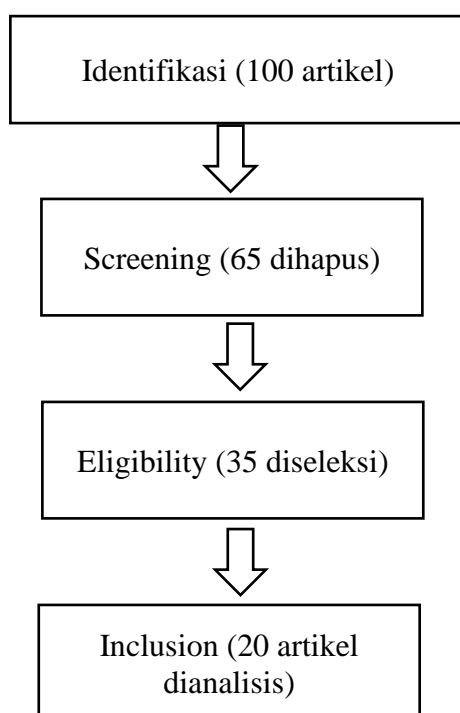 Identifikasi (100 artikel)
Screening (65 dihapus)
Eligibility (35 diseleksi)
Inclusion (20 artikel
dianalisis)